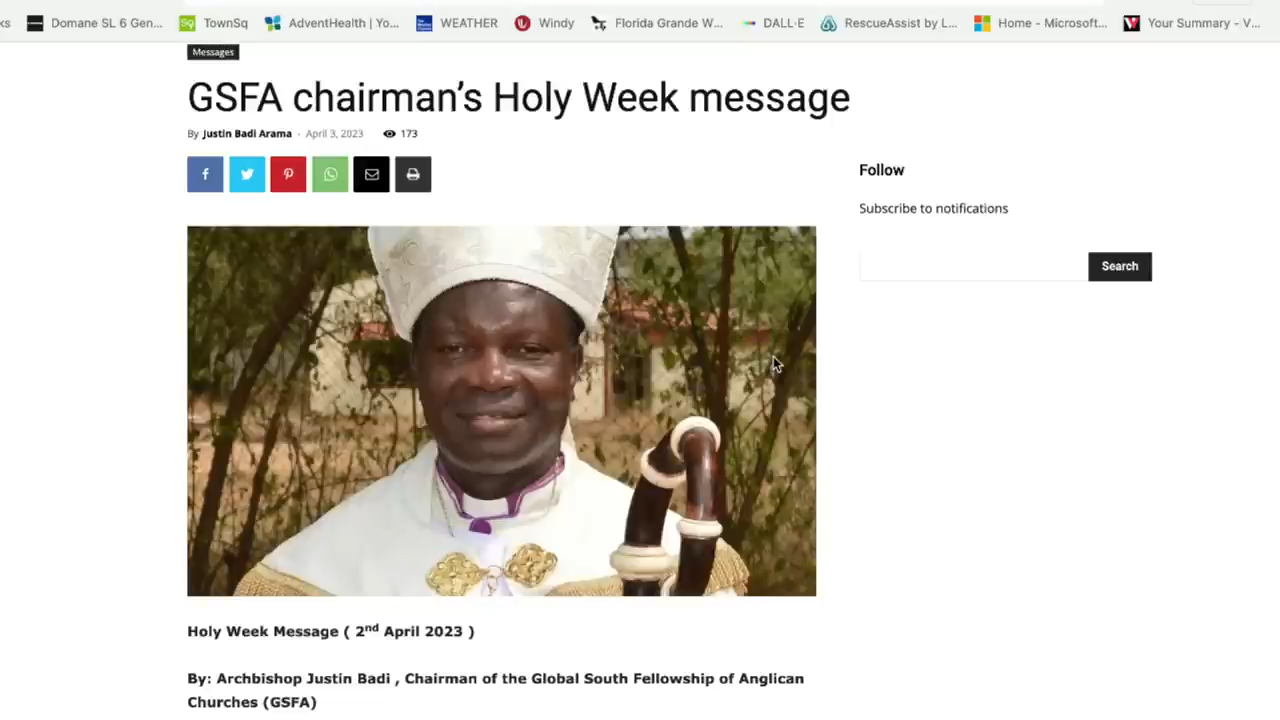 ks Domane SL 6 Gen... TownSq AdventHealth | Yo... WEATHER Windy Florida Grande W... DALL·E RescueAssist by L... Home - Microsoft... Your Summary - V...
Messages
GSFA chairman's Holy Week message
By Justin Badi Arama - April 3, 2023 173
Follow
Subscribe to notifications
Search
Holy Week Message ( 2nd April 2023 )
By: Archbishop Justin Badi , Chairman of the Global South Fellowship of Anglican
Churches (GSFA)